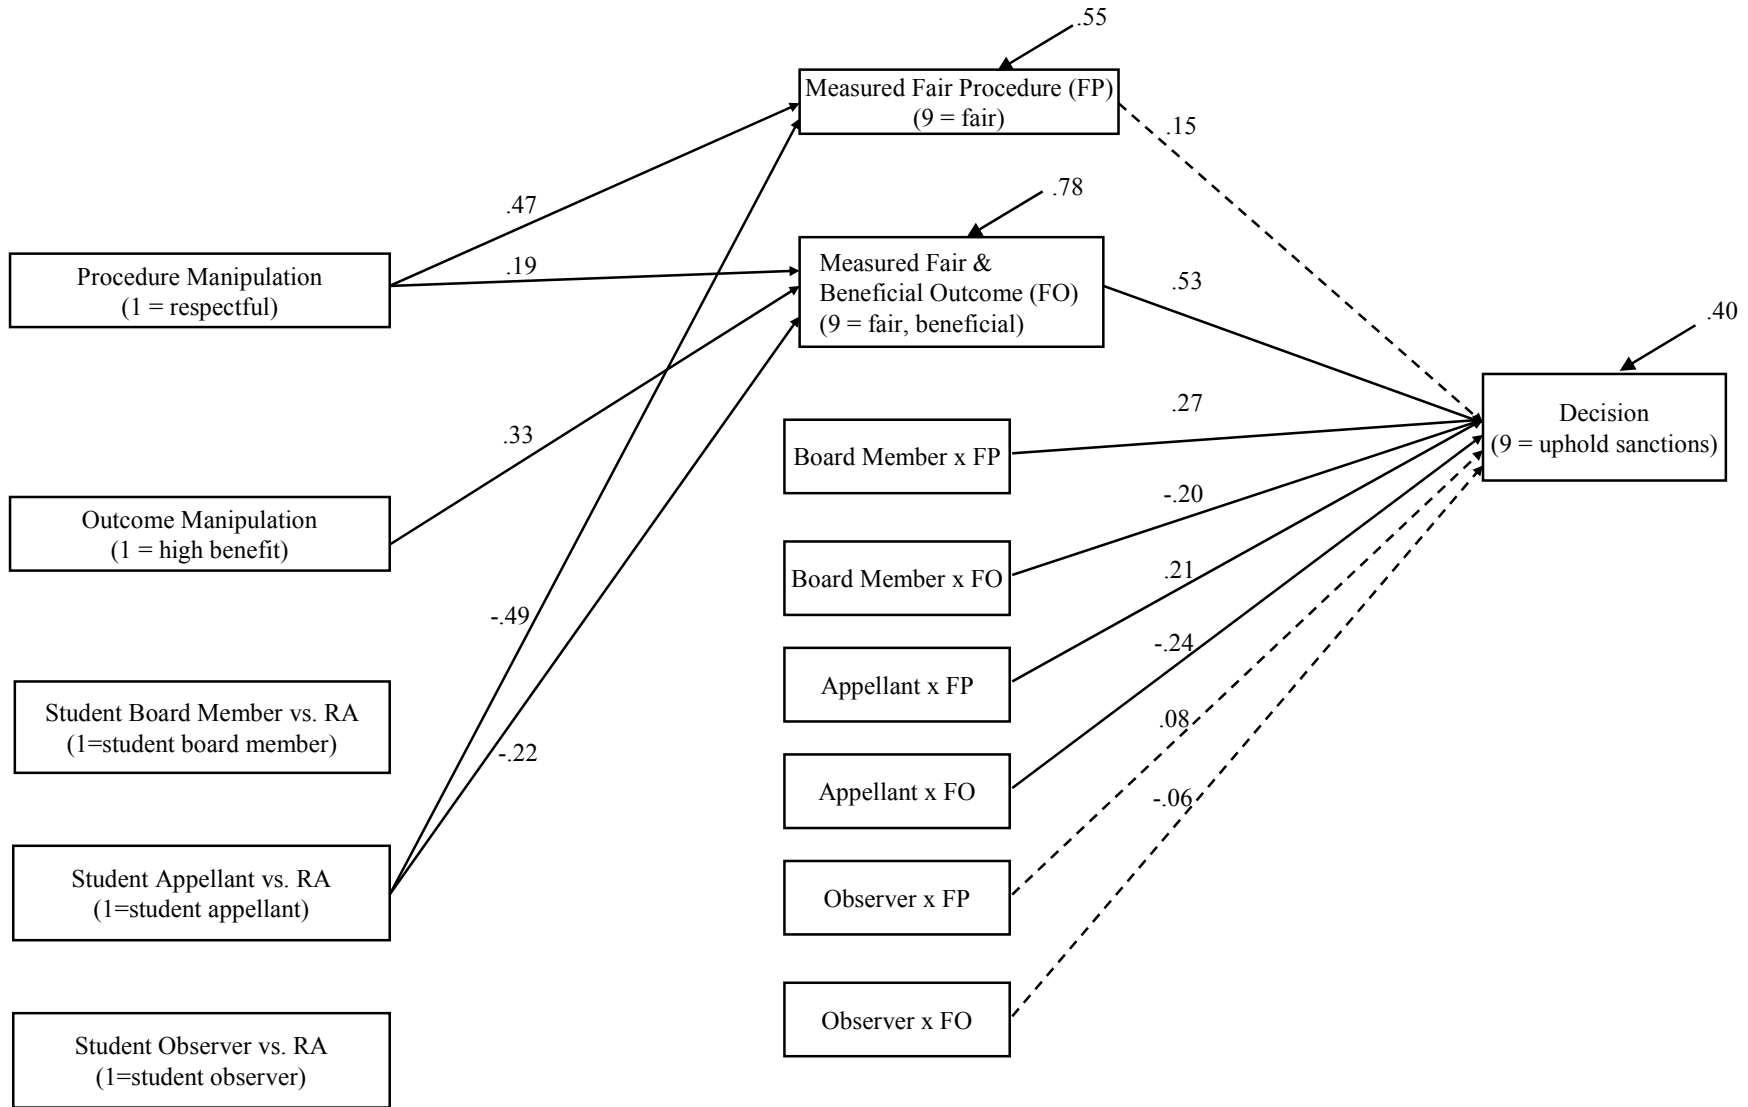 .55
Measured Fair Procedure (FP)
(9 = fair)
.15
.78
.47
.19
Measured Fair &
Beneficial Outcome (FO)
(9 = fair, beneficial)
.53
Procedure Manipulation
(1 = respectful)
.40
Decision
(9 = uphold sanctions)
.27
.33
Board Member x FP
-.20
Outcome Manipulation
(1 = high benefit)
Board Member x FO
.21
-.49
-.24
Appellant x FP
Student Board Member vs. RA
(1=student board member)
.08
-.22
Appellant x FO
-.06
Student Appellant vs. RA
(1=student appellant)
Observer x FP
Observer x FO
Student Observer vs. RA
(1=student observer)